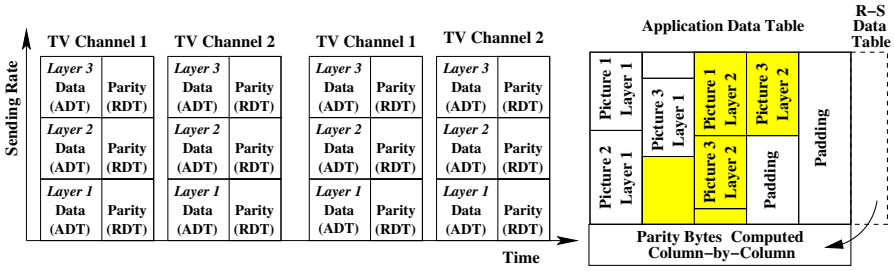 Sending Rate
TV Channel 1
TV Channel 2
TV Channel 1
TV Channel 2
Layer 3
Data
(ADT)
Parity
(RDT)
Layer 3
Data
(ADT)
Parity
(RDT)
Layer 3
Data
(ADT)
Parity
(RDT)
Layer 3
Data
(ADT)
Parity
(RDT)
Layer 2
Data
(ADT)
Parity
(RDT)
Layer 2
Data
(ADT)
Parity
(RDT)
Layer 2
Data
(ADT)
Parity
(RDT)
Layer 2
Data
(ADT)
Parity
(RDT)
Layer 1
Data
(ADT)
Parity
(RDT)
Layer 1
Data
(ADT)
Parity
(RDT)
Layer 1
Data
(ADT)
Parity
(RDT)
Layer 1
Data
(ADT)
Parity
(RDT)
Time
Application Data Table
R-S
Data
Table
Picture 1
Layer 1
Picture 2
Layer 1
Picture 3
Layer 1
Picture 1
Layer 2
Picture 3
Layer 2
Picture 3
Layer 2
Padding
Padding
Parity Bytes Computed
Column-by-Column